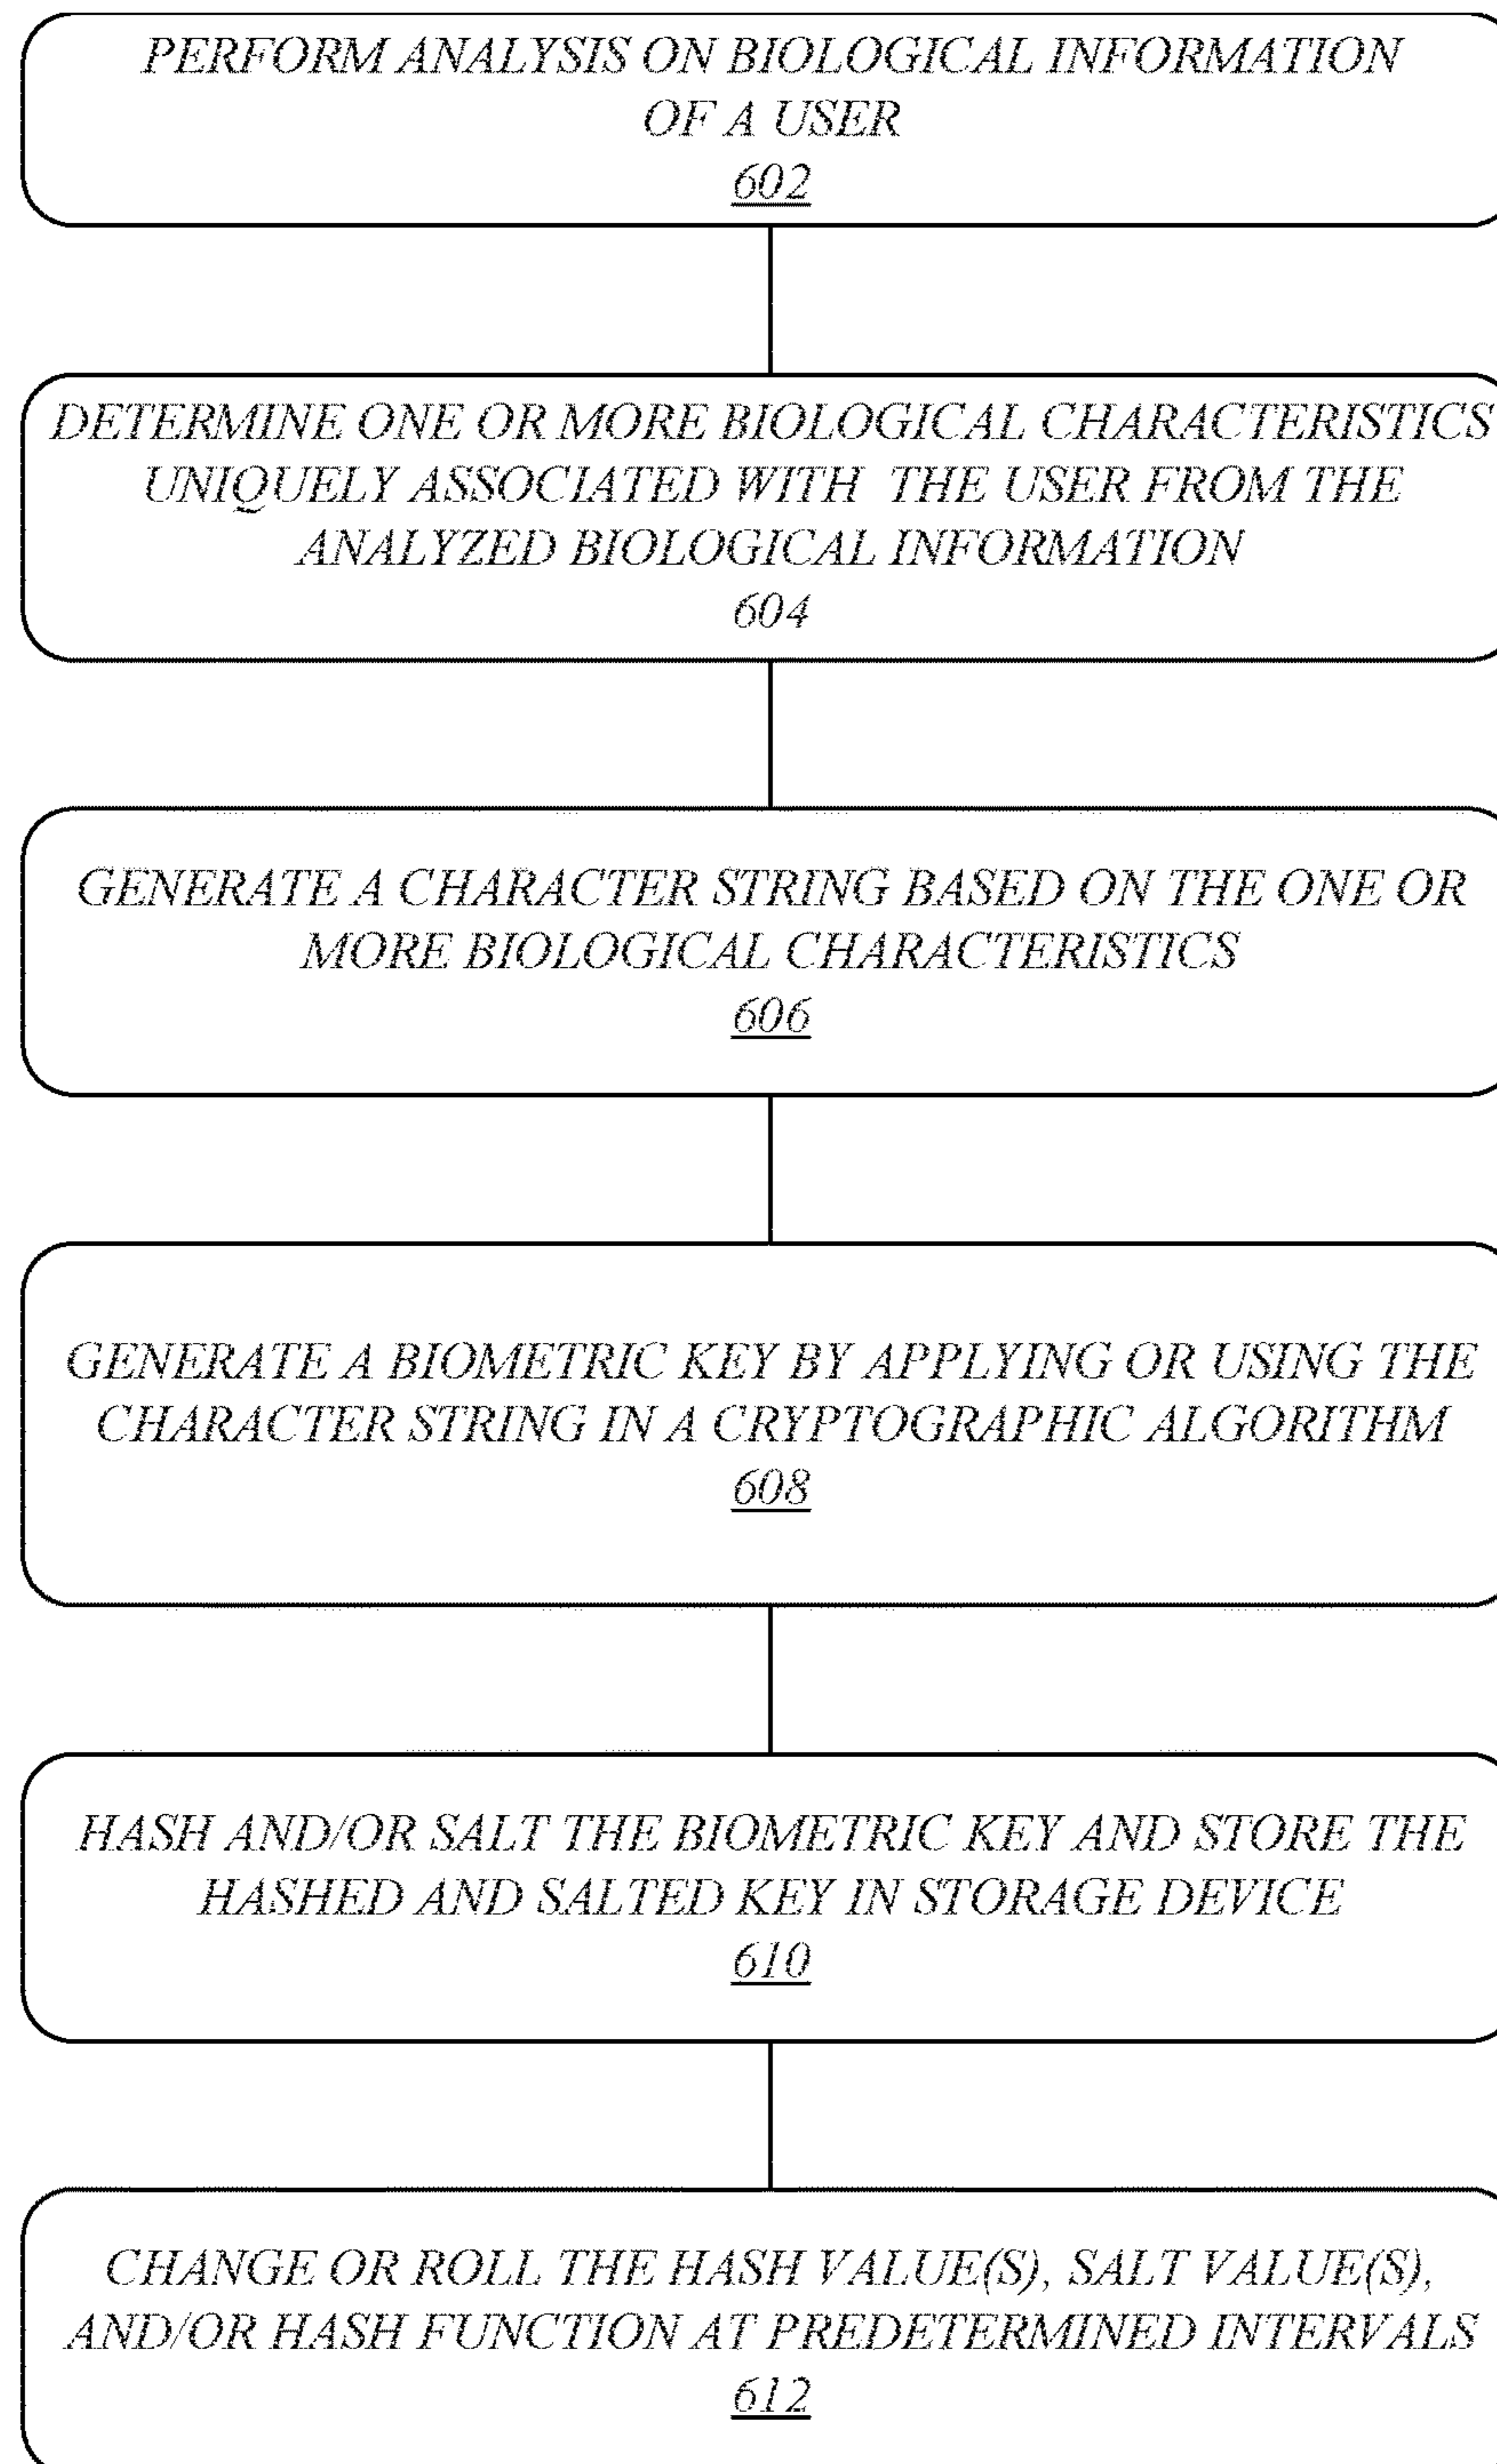 PERFORM ANALYSIS ON BIOLOGICAL INFORMATION
OF A USER
602
DETERMINE ONE OR MORE BIOLOGICAL CHARACTERISTICS
UNIQUELY ASSOCIATED WITH THE USER FROM THE
ANALYZED BIOLOGICAL INFORMATION
604
GENERATE A CHARACTER STRING BASED ON THE ONE OR
MORE BIOLOGICAL CHARACTERISTICS
606
GENERATE A BIOMETRIC KEY BY APPLYING OR USING THE
CHARACTER STRING IN A CRYPTOGRAPHIC ALGORITHM
608
HASH AND/OR SALT THE BIOMETRIC KEY AND STORE THE
HASHED AND SALTED KEY IN STORAGE DEVICE
610
CHANGE OR ROLL THE HASH VALUE(S), SALT VALUE(S),
AND/OR HASH FUNCTION AT PREDETERMINED INTERVALS
612